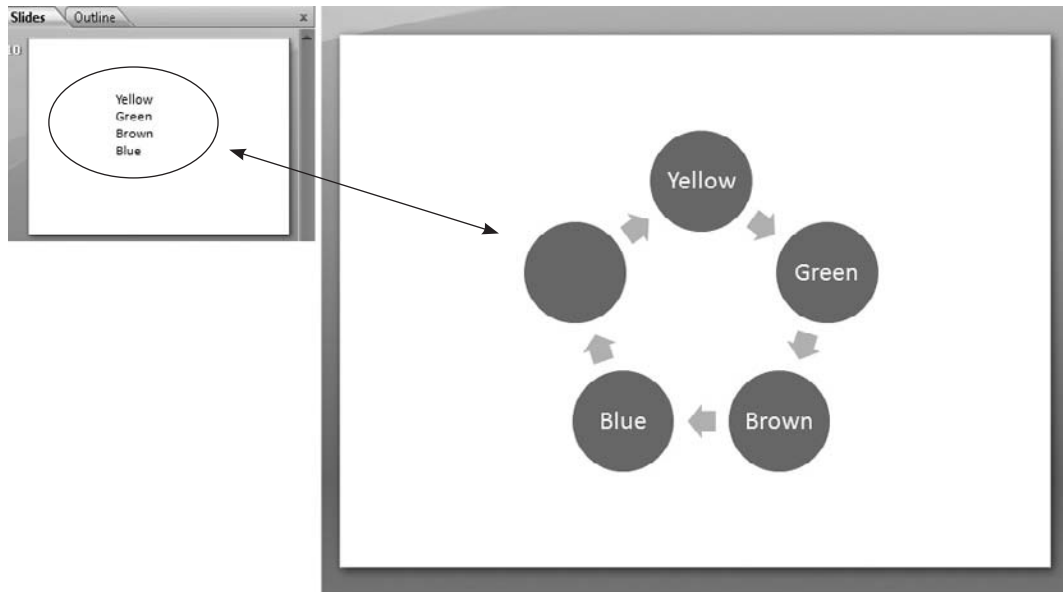 Slides Outline x
10
Yellow
Green
Brown
Blue
Yellow
Green
Blue Brown